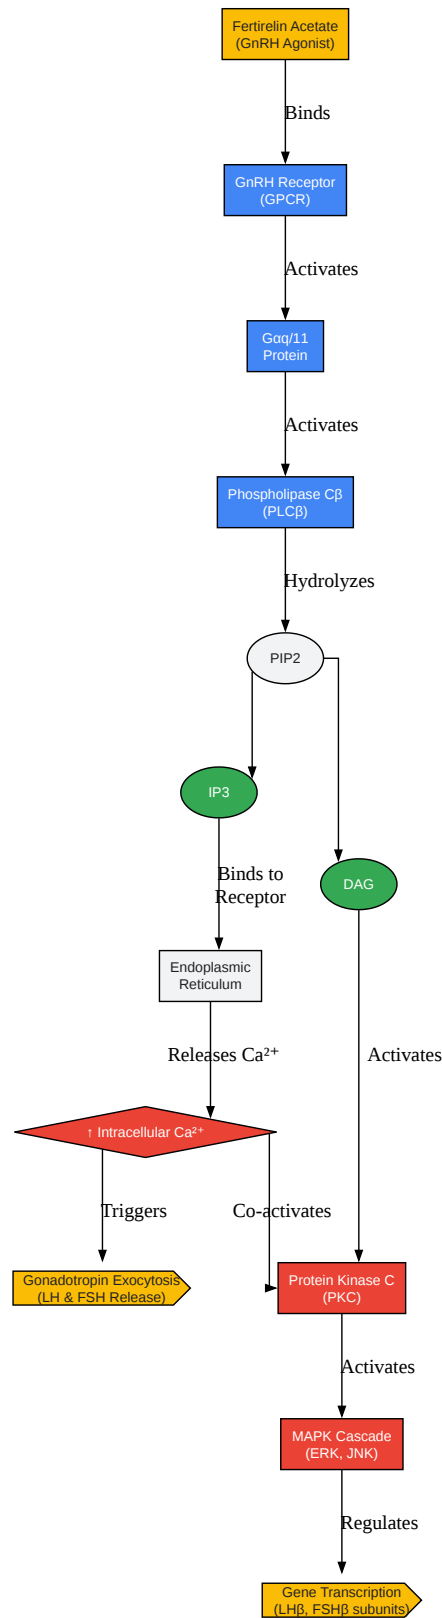 Fertirelin Acetate
(GnRH Agonist)
Binds
GnRH Receptor
(GPCR)
Activates
Gαq/11
Protein
Activates
Phospholipase Cβ
(PLCβ)
Hydrolyzes
PIP2
IP3
DAG
Binds to
Receptor
Endoplasmic
Reticulum
Releases Ca²⁺
Activates
↑ Intracellular Ca²⁺
Triggers
Co-activates
Gonadotropin Exocytosis
(LH & FSH Release)
Protein Kinase C
(PKC)
Activates
MAPK Cascade
(ERK, JNK)
Regulates
Gene Transcription
(LHβ, FSHβ subunits)